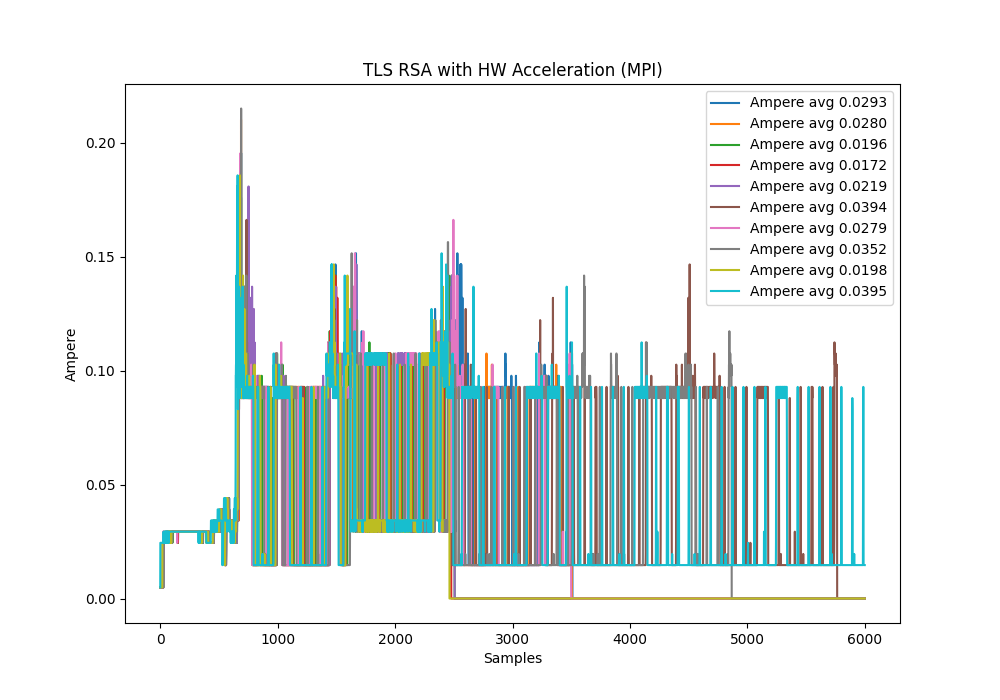 TLS RSA with HW Acceleration (MPI)
Ampere avg 0.0293
Ampere avg 0.0280
Ampere avg 0.0196
Ampere avg 0.0172
Ampere avg 0.0219
Ampere avg 0.0394
Ampere avg 0.0279
Ampere avg 0.0352
Ampere avg 0.0198
Ampere avg 0.0395
0.20
0.15
0.10
0.05
0.00
Ampere
0 1000 2000 3000 4000 5000 6000
Samples